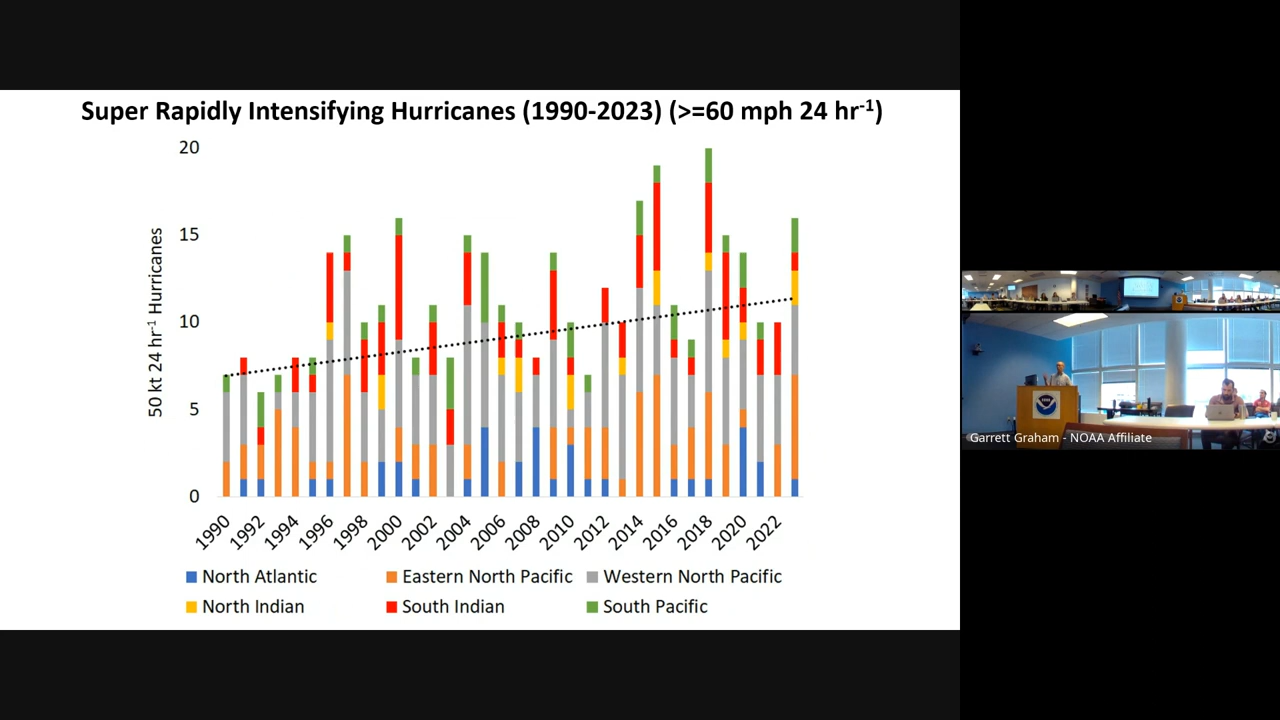 Super Rapidly Intensifying Hurricanes (1990-2023) (>=60 mph 24 hr-1)
50 kt 24 hr-1 Hurricanes
20
15
10
5
0
1990
1992
1994
1996
1998
2000
2002
2004
2006
2008
2010
2012
2014
2016
2018
2020
2022
North Atlantic
Eastern North Pacific
Western North Pacific
North Indian
South Indian
South Pacific
Garrett Graham - NOAA Affiliate